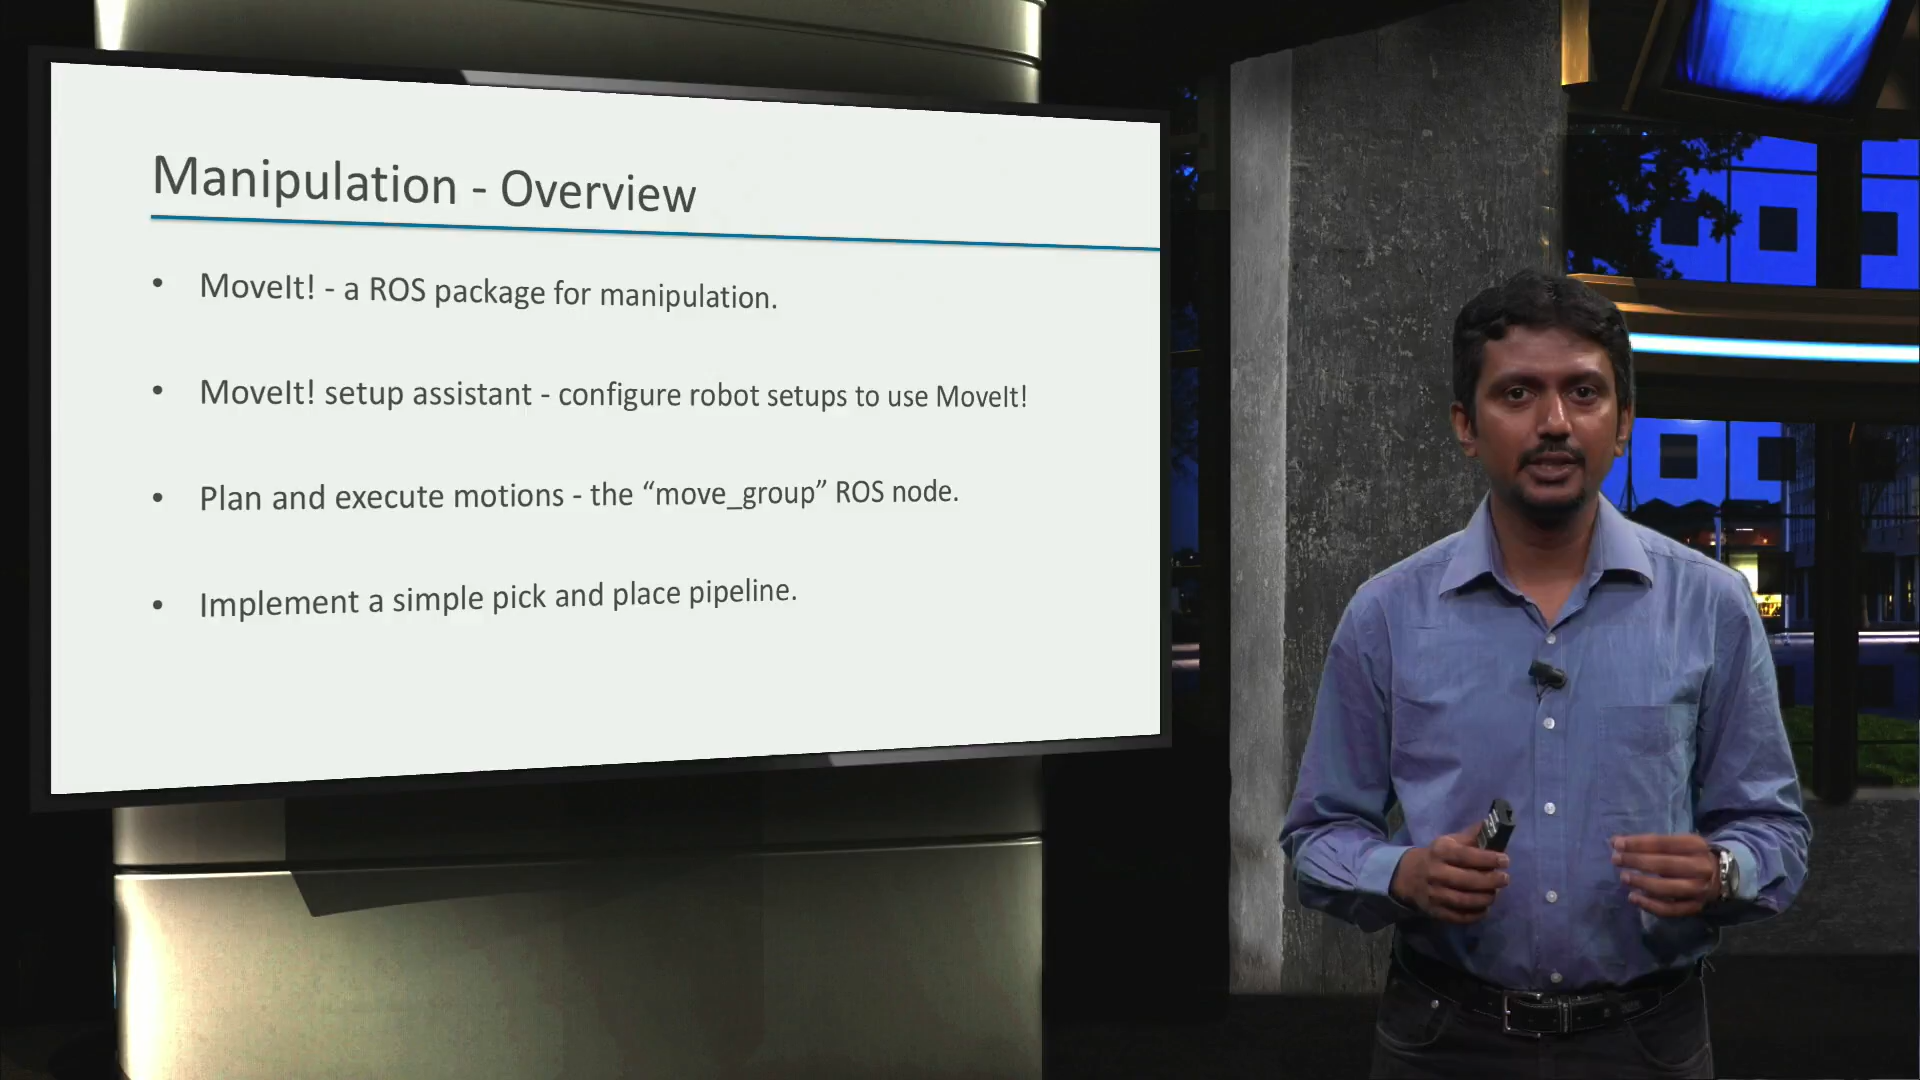 Manipulation - Overview
• MoveIt! - a ROS package for manipulation.
• MoveIt! setup assistant - configure robot setups to use MoveIt!
• Plan and execute motions - the “move_group” ROS node.
• Implement a simple pick and place pipeline.